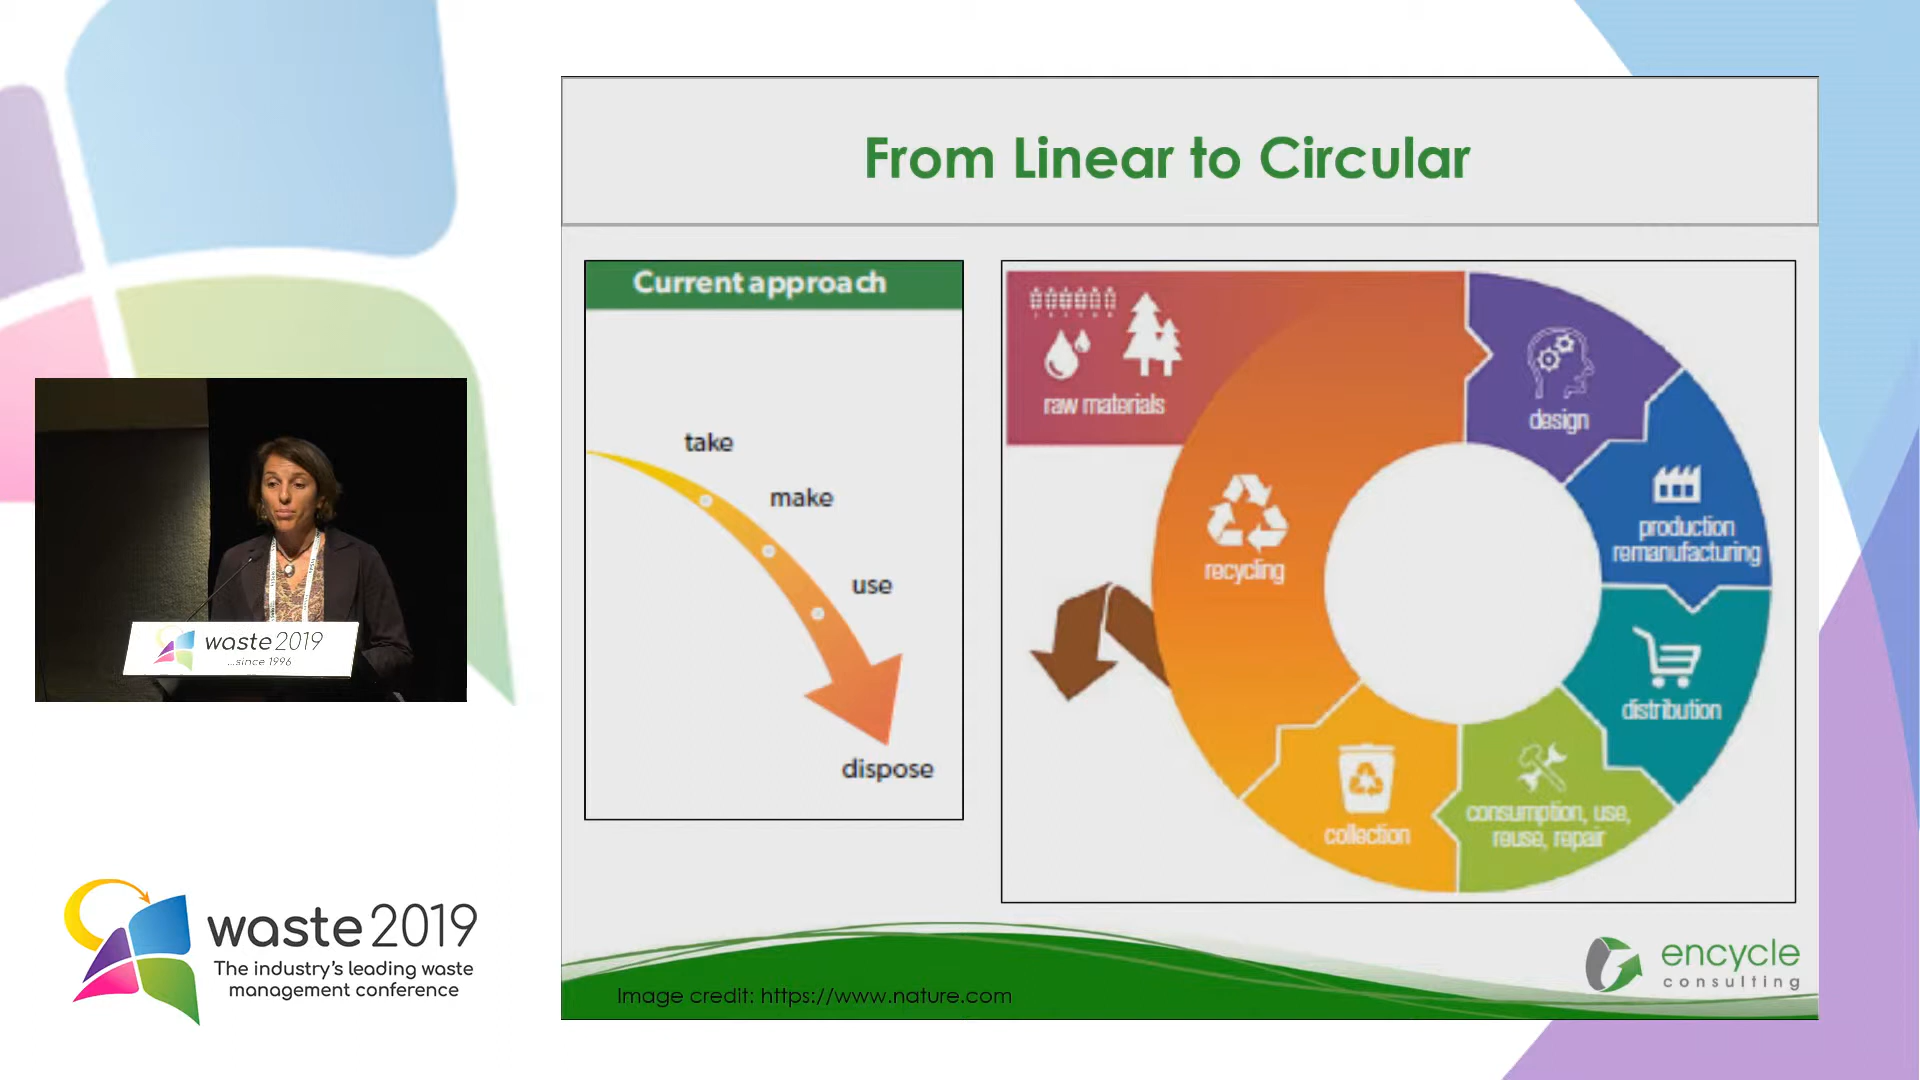 From Linear to Circular
Current approach
take
make
use
dispose
raw materials
design
production
remanufacturing
distribution
consumption, use,
reuse, repair
collection
recycling
Image credit: https://www.nature.com
encycle
consulting
waste 2019
...since 1996
waste 2019
The industry's leading waste
management conference